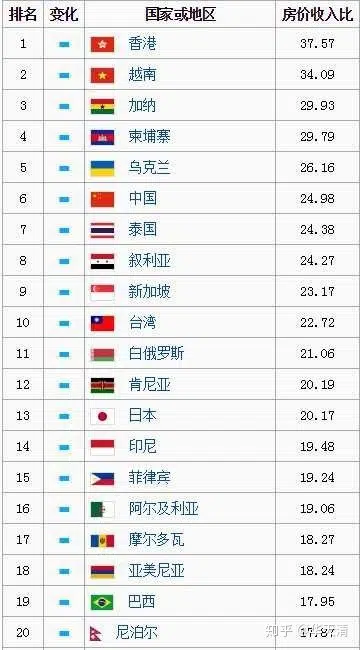 排名 变化 国家或地区 房价收入比
1 香港 37.57
2 越南 34.09
3 加纳 29.93
4 柬埔寨 29.79
5 乌克兰 26.16
6 中国 24.98
7 泰国 24.38
8 叙利亚 24.27
9 新加坡 23.17
10 台湾 22.72
11 白俄罗斯 21.06
12 肯尼亚 20.19
13 日本 20.17
14 印尼 19.48
15 菲律宾 19.24
16 阿尔及利亚 19.06
17 摩尔多瓦 18.27
18 亚美尼亚 18.24
19 巴西 17.95
20 尼泊尔 17.87
知乎